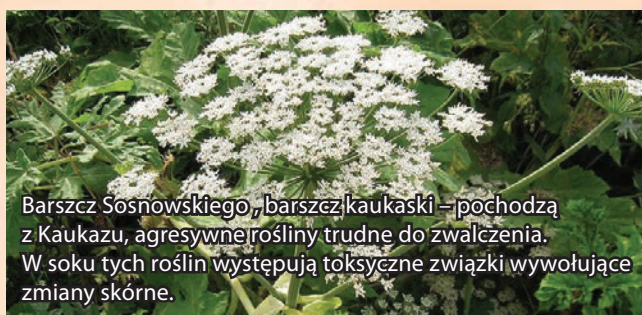 Barszcz Sosnowskiego , barszcz kaukaski – pochodzą
z Kaukazu, agresywne rośliny trudne do zwalczenia.
W soku tych roślin występują toksyczne związki wywołujące
zmiany skórne.